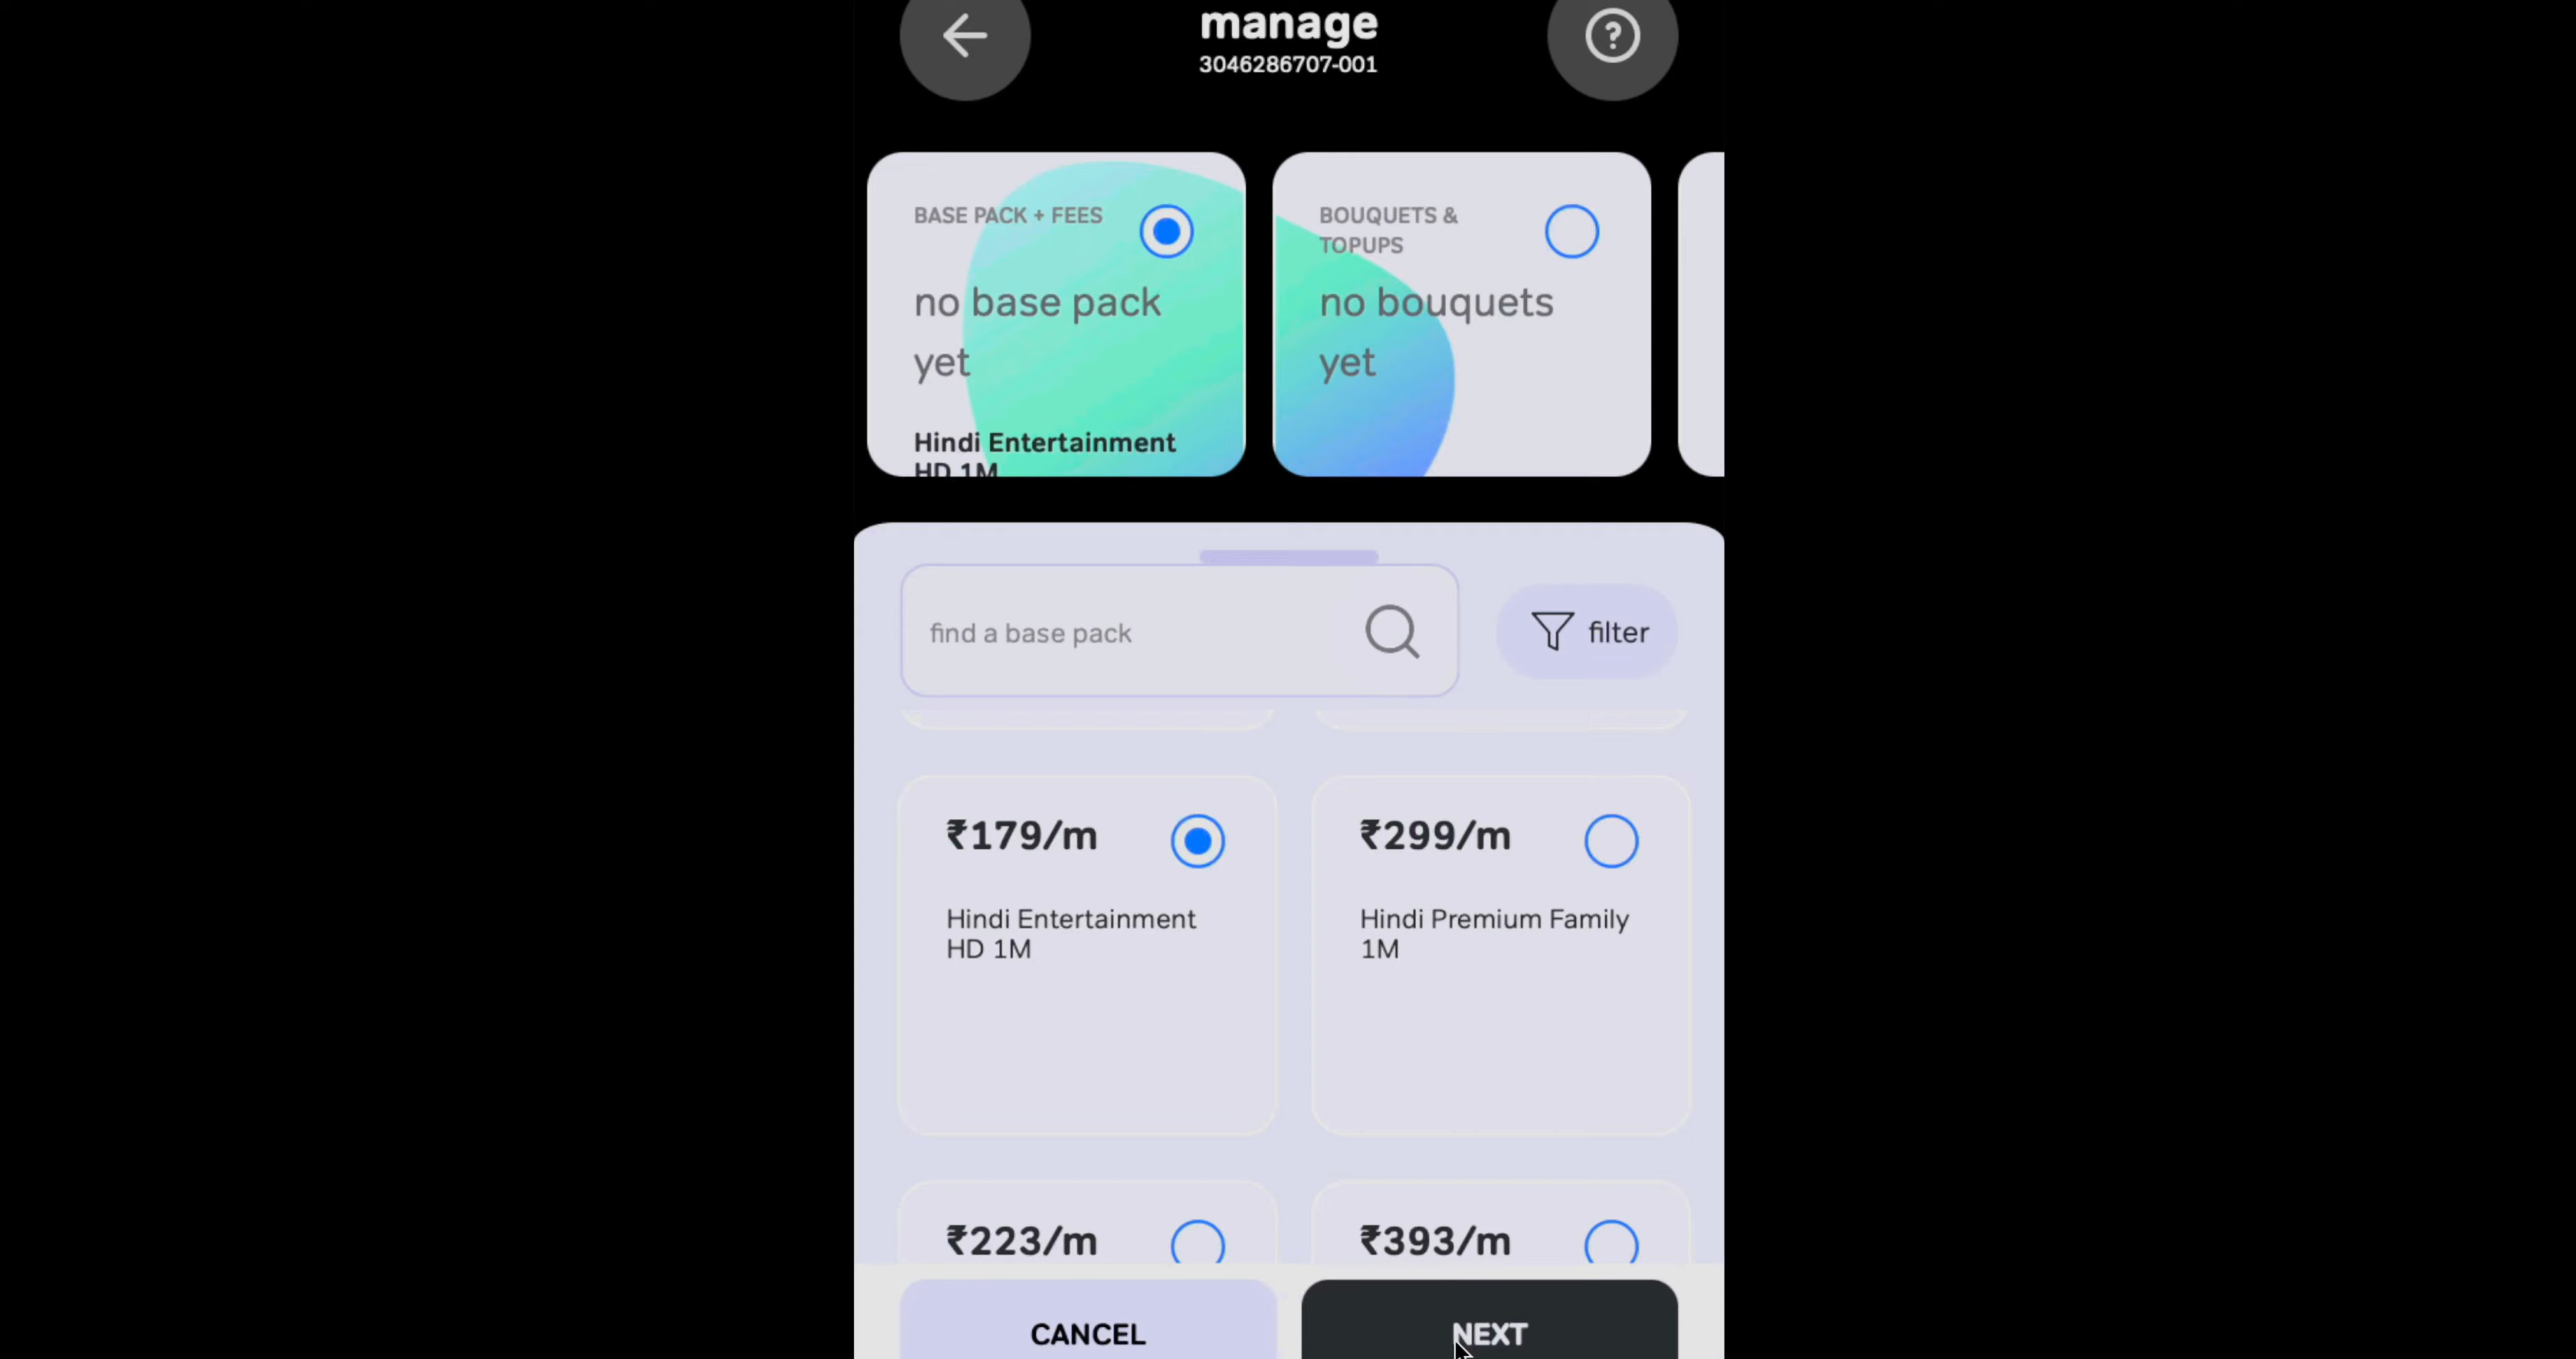 manage
3046286707-001
BASE PACK + FEES
no base pack
yet
Hindi Entertainment
HD 1M
BOUQUETS &
TOPUPS
no bouquets
yet
find a base pack
filter
₹179/m
Hindi Entertainment
HD 1M
₹299/m
Hindi Premium Family
1M
₹223/m
₹393/m
CANCEL
NEXT